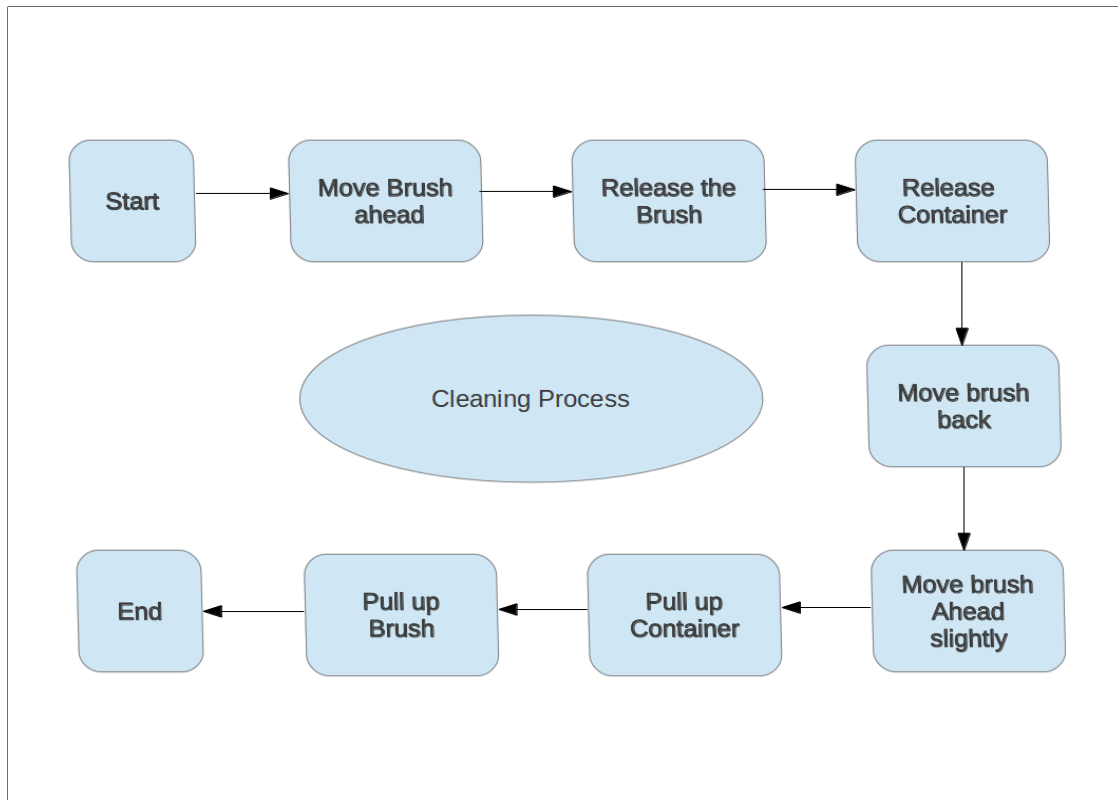 Start
Move Brush
ahead
Release the
Brush
Release
Container
Cleaning Process
Move brush
back
Move brush
Ahead
slightly
Pull up
Container
Pull up
Brush
End